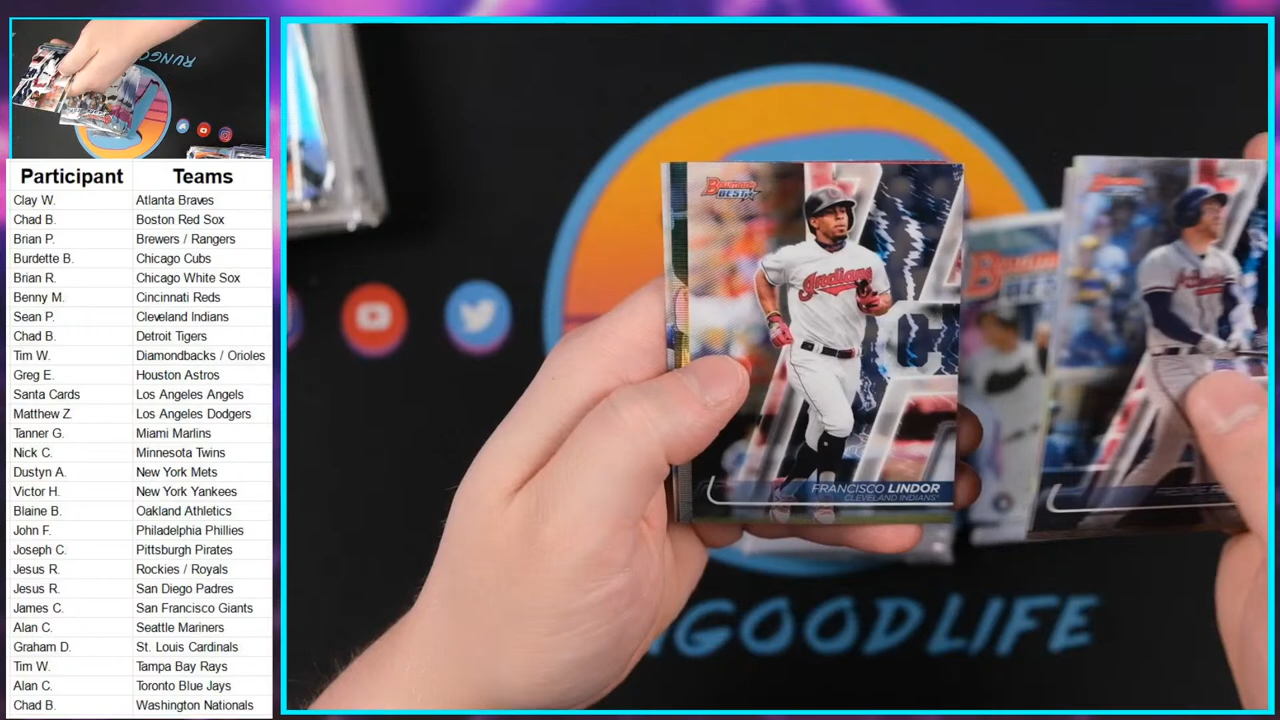 RUNGOOD
Participant Teams
Clay W. Atlanta Braves
Chad B. Boston Red Sox
Brian P. Brewers / Rangers
Burdette B. Chicago Cubs
Brian R. Chicago White Sox
Benny M. Cincinnati Reds
Sean P. Cleveland Indians
Chad B. Detroit Tigers
Tim W. Diamondbacks / Orioles
Greg E. Houston Astros
Santa Cards Los Angeles Angels
Matthew Z. Los Angeles Dodgers
Tanner G. Miami Marlins
Nick C. Minnesota Twins
Dustyn A. New York Mets
Victor H. New York Yankees
Blaine B. Oakland Athletics
John F. Philadelphia Phillies
Joseph C. Pittsburgh Pirates
Jesus R. Rockies / Royals
Jesus R. San Diego Padres
James C. San Francisco Giants
Alan C. Seattle Mariners
Graham D. St. Louis Cardinals
Tim W. Tampa Bay Rays
Alan C. Toronto Blue Jays
Chad B. Washington Nationals
Bowman's
BEST
Indians
FRANCISCO LINDOR
CLEVELAND INDIANS
NGOODLIFE